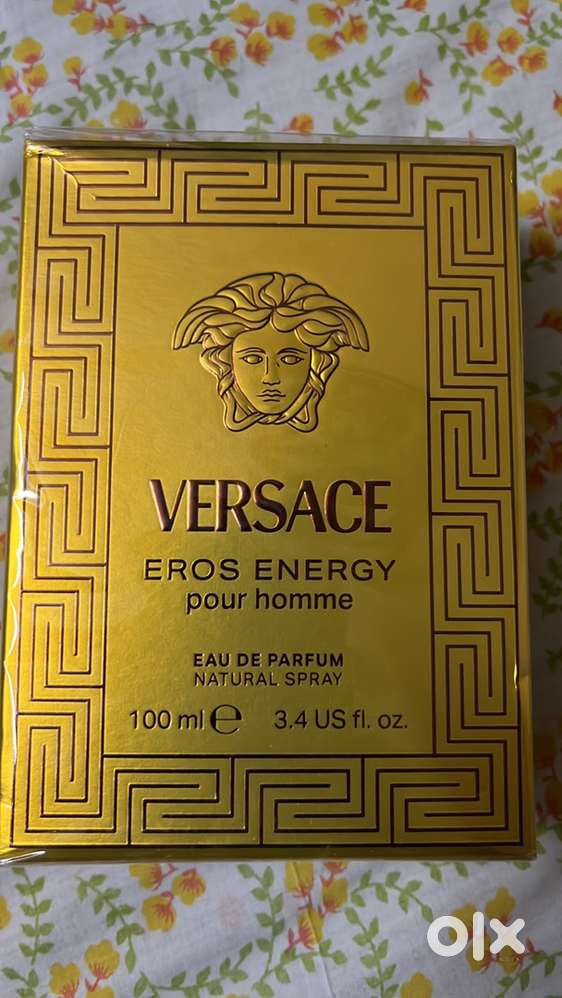 VERSACE
EROS ENERGY
pour homme
EAU DE PARFUM
NATURAL SPRAY
100 ml ℮ 3.4 US fl. oz.
olx